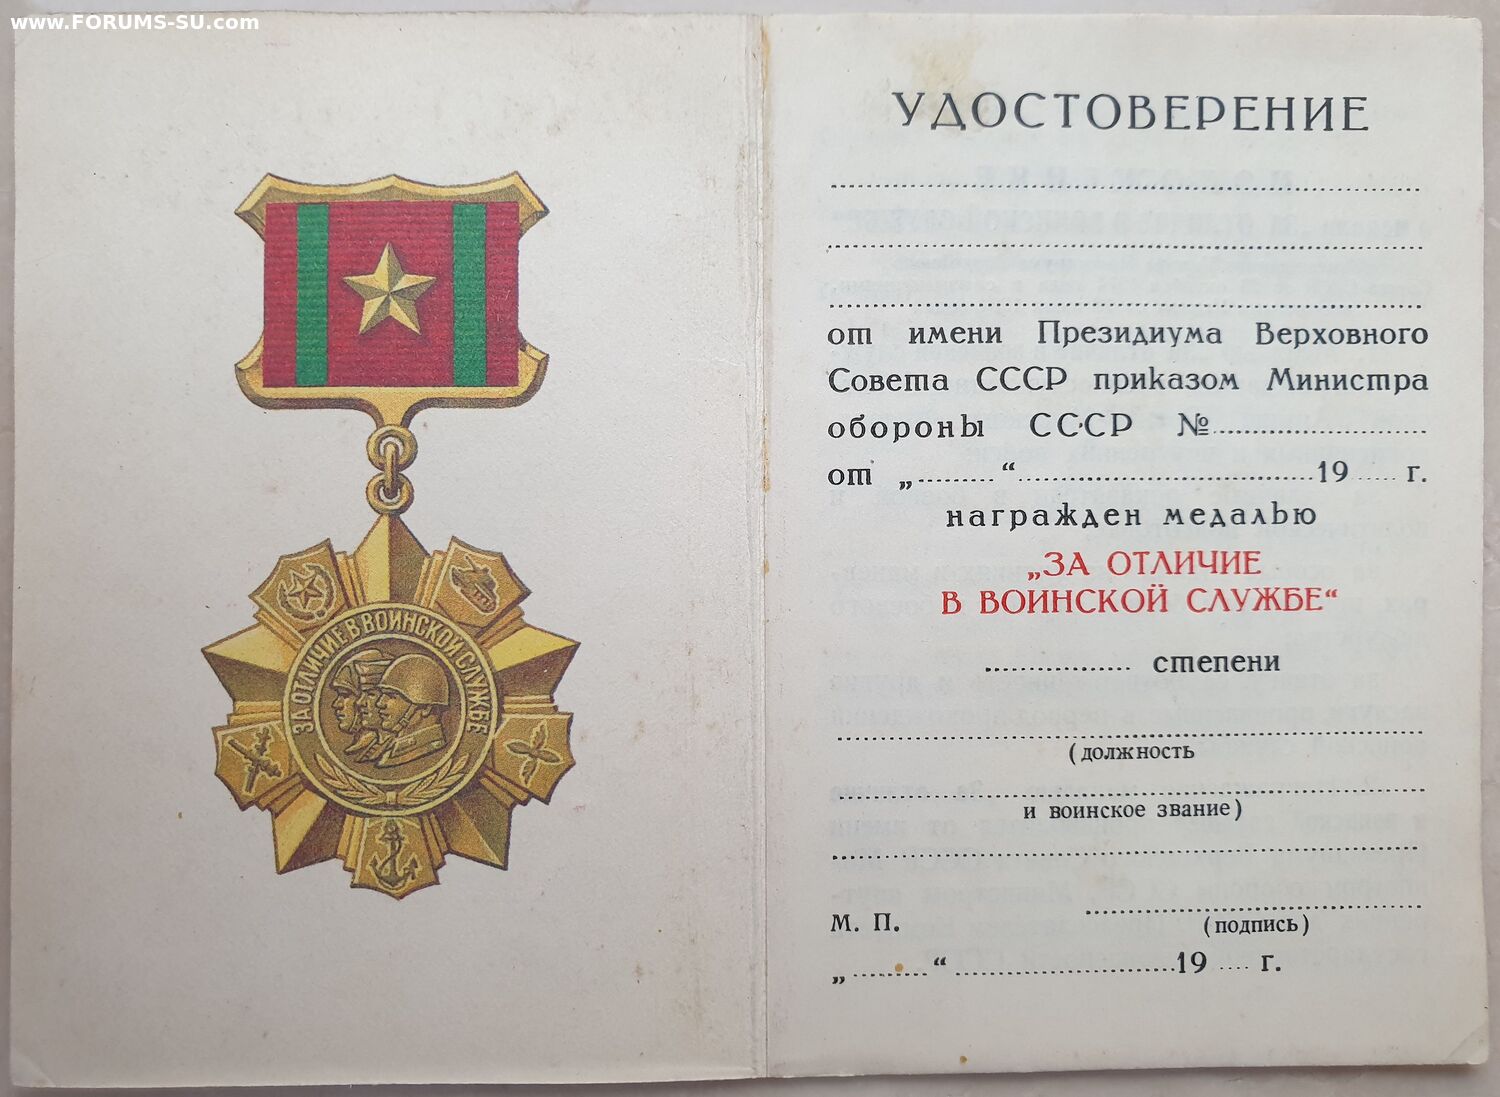 www.FORUMS-SU.com
ЗА ОТЛИЧИЕ В ВОИНСКОЙ СЛУЖБЕ
УДОСТОВЕРЕНИЕ
от имени Президиума Верховного
Совета СССР приказом Министра
обороны СССР №
от „ “ 19 г.
награжден медалью
„ЗА ОТЛИЧИЕ
В ВОИНСКОЙ СЛУЖБЕ“
степени
(должность
и воинское звание)
М. П.
(подпись)
„ “ 19 г.